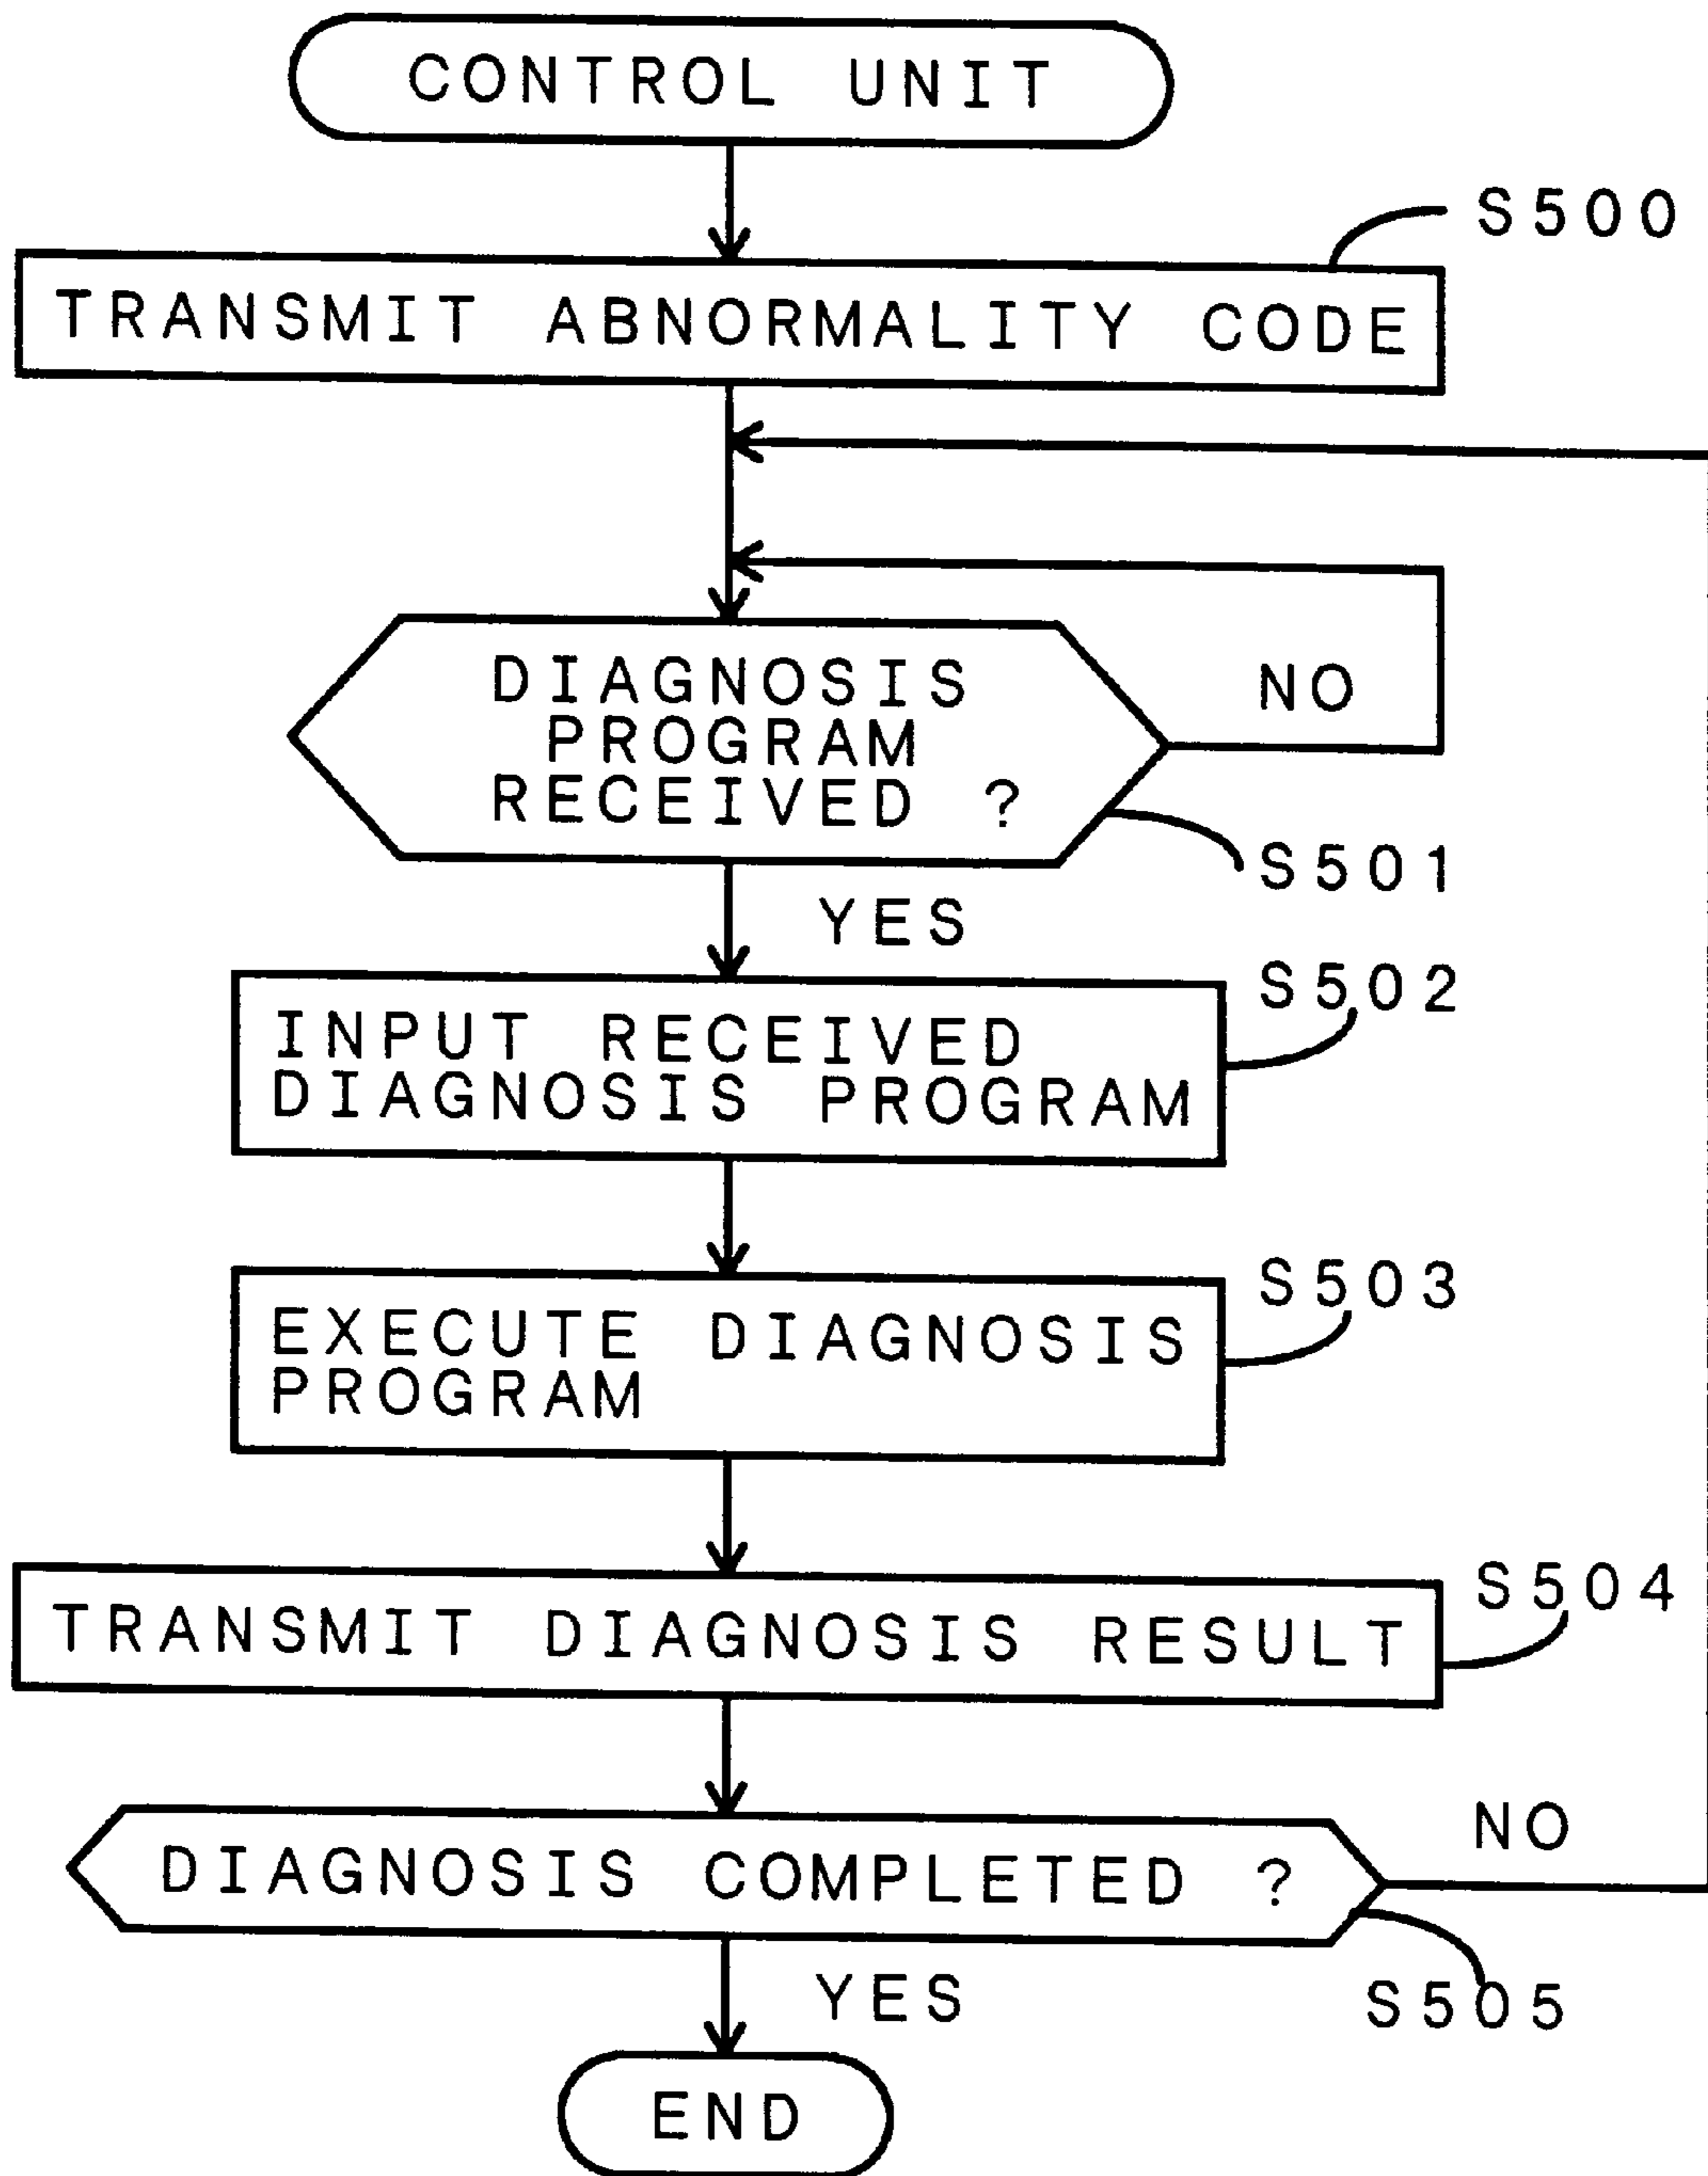 CONTROL UNIT
S500
TRANSMIT ABNORMALITY CODE
DIAGNOSIS
PROGRAM
RECEIVED ?
NO
S501
YES
S502
INPUT RECEIVED
DIAGNOSIS PROGRAM
S503
EXECUTE DIAGNOSIS
PROGRAM
S504
TRANSMIT DIAGNOSIS RESULT
NO
DIAGNOSIS COMPLETED ?
YES
S505
END